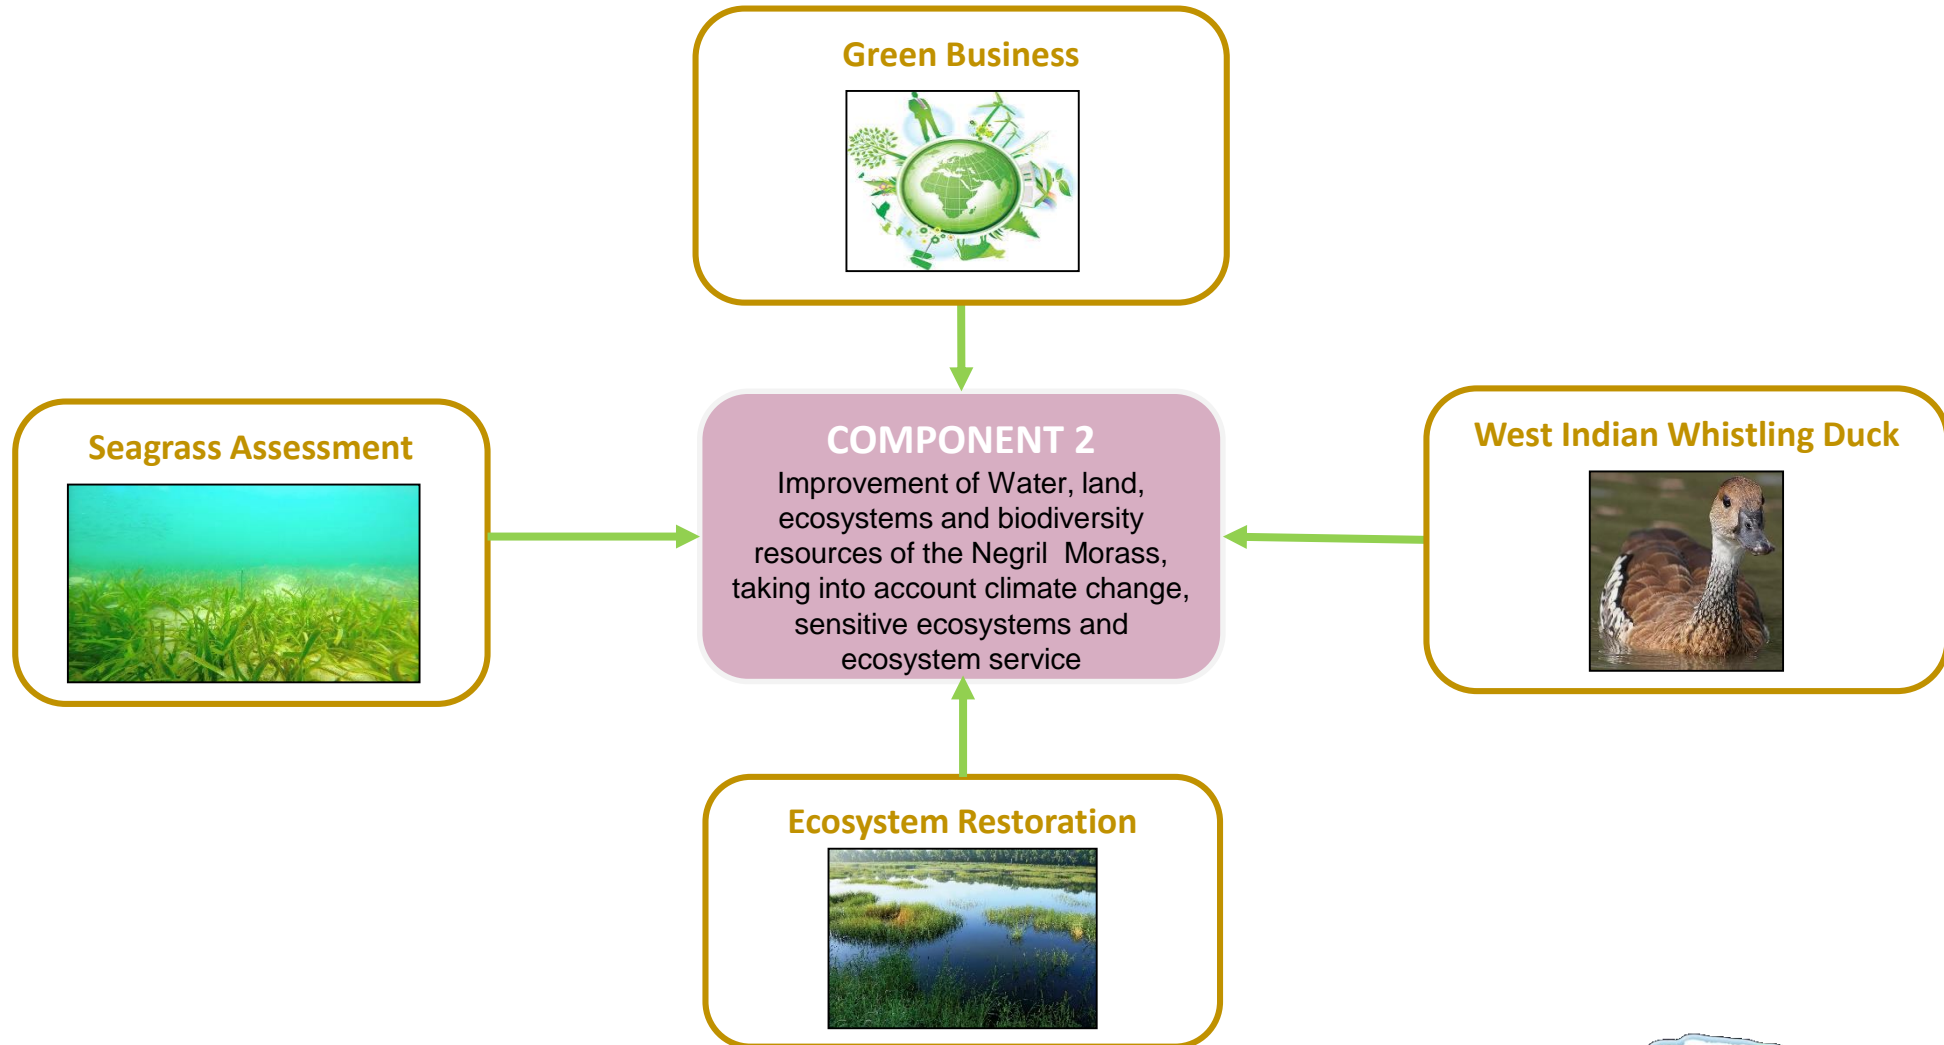 Green Business
Seagrass Assessment
COMPONENT 2
Improvement of Water, land,
ecosystems and biodiversity
resources of the Negril Morass,
taking into account climate change,
sensitive ecosystems and
ecosystem service
West Indian Whistling Duck
Ecosystem Restoration